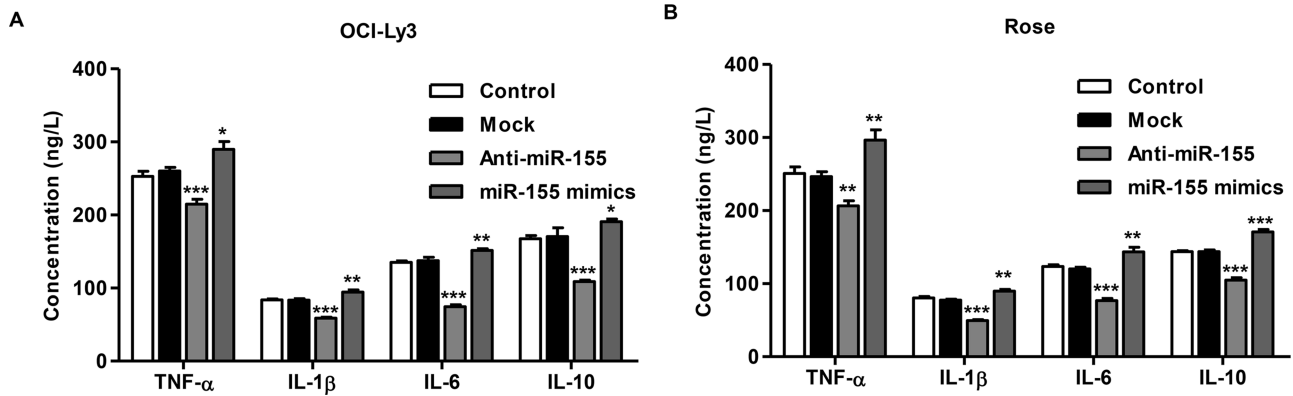 A
OCI-Ly3
Concentration (ng/L)
400
300
200
100
0
Control
Mock
Anti-miR-155
miR-155 mimics
*** *
*** **
*** **
*** *
TNF-α IL-1β IL-6 IL-10
B
Rose
Concentration (ng/L)
400
300
200
100
0
Control
Mock
Anti-miR-155
miR-155 mimics
** **
*** **
*** **
*** ***
TNF-α IL-1β IL-6 IL-10